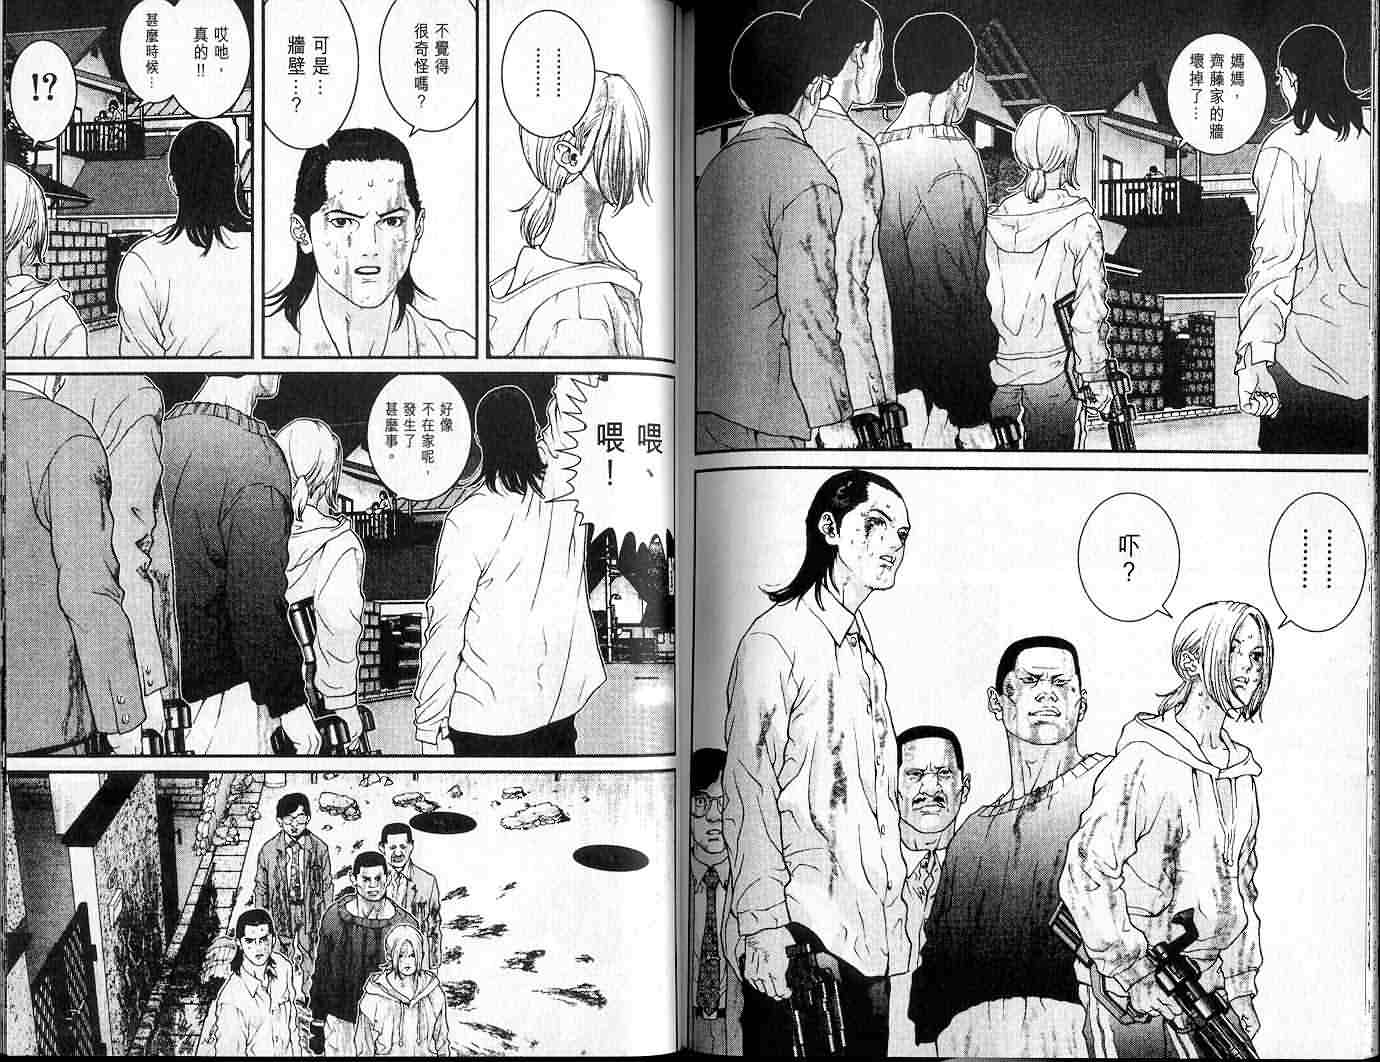 媽媽，
齊藤家的牆
壞掉了…
…………
吓？
…………
不覺得
很奇怪嗎？
可是…
牆壁…？
哎吔，
真的!!
甚麼時候…
!?
喂、
喂！
好像
不在家呢，
發生了
甚麼事。